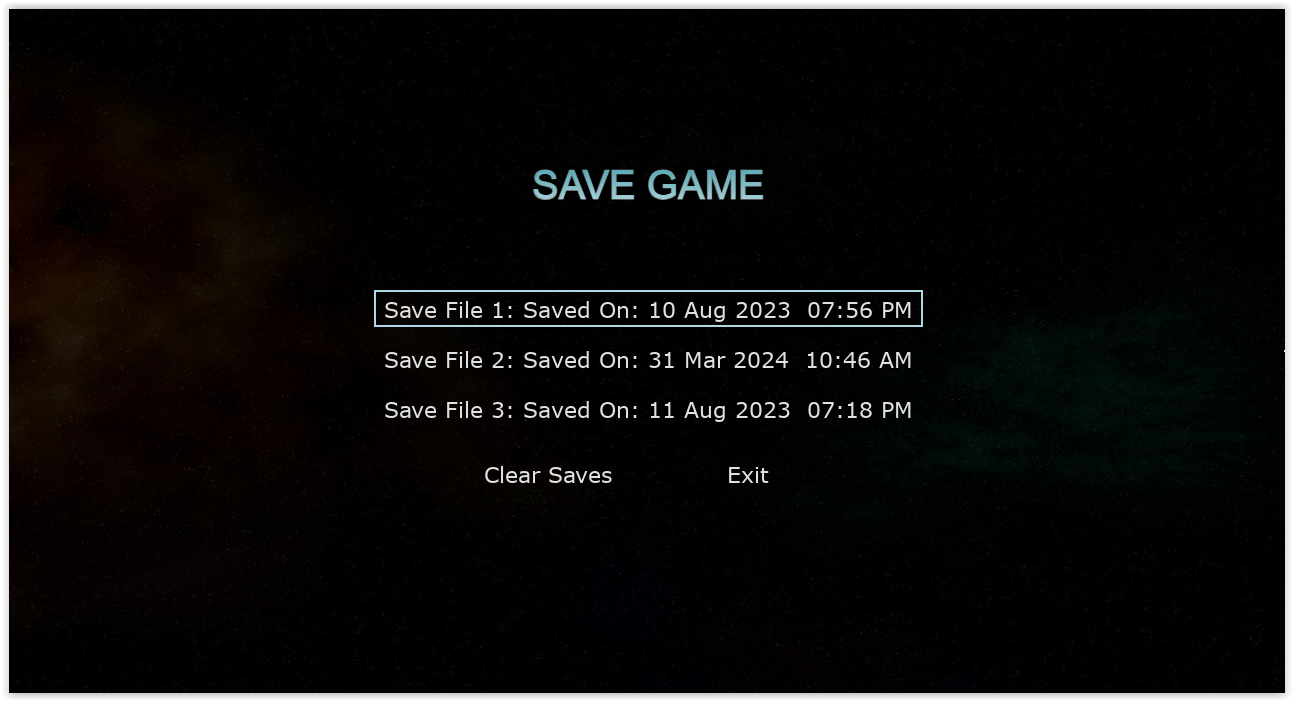 SAVE GAME
Save File 1: Saved On: 10 Aug 2023  07:56 PM
Save File 2: Saved On: 31 Mar 2024  10:46 AM
Save File 3: Saved On: 11 Aug 2023  07:18 PM
Clear Saves Exit